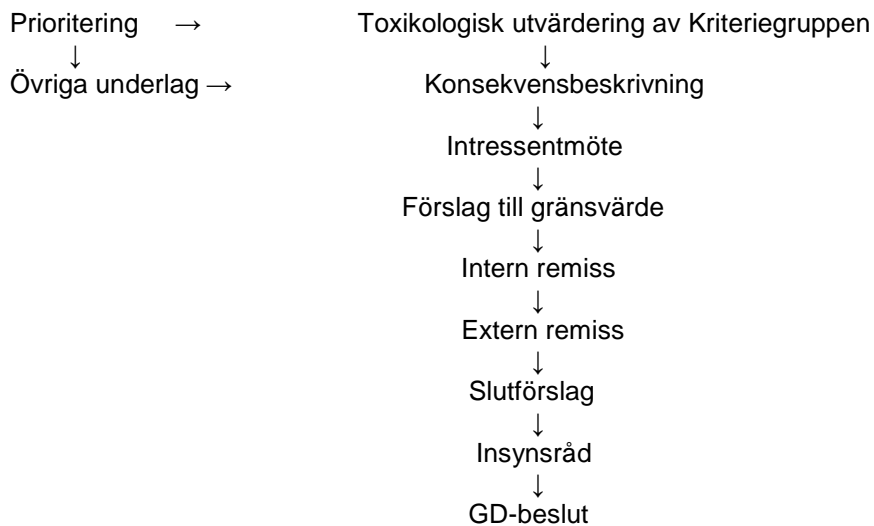 Prioritering → Toxikologisk utvärdering av Kriteriegruppen
↓ ↓
Övriga underlag → Konsekvensbeskrivning
↓
Intressentmöte
↓
Förslag till gränsvärde
↓
Intern remiss
↓
Extern remiss
↓
Slutförslag
↓
Insynsråd
↓
GD-beslut